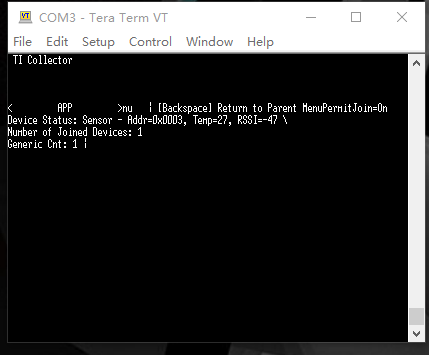 COM3 - Tera Term VT
File Edit Setup Control Window Help
TI Collector
< APP >nu | [Backspace] Return to Parent MenuPermitJoin=On
Device Status: Sensor - Addr=0x0003, Temp=27, RSSI=-47 \
Number of Joined Devices: 1
Generic Cnt: 1 |